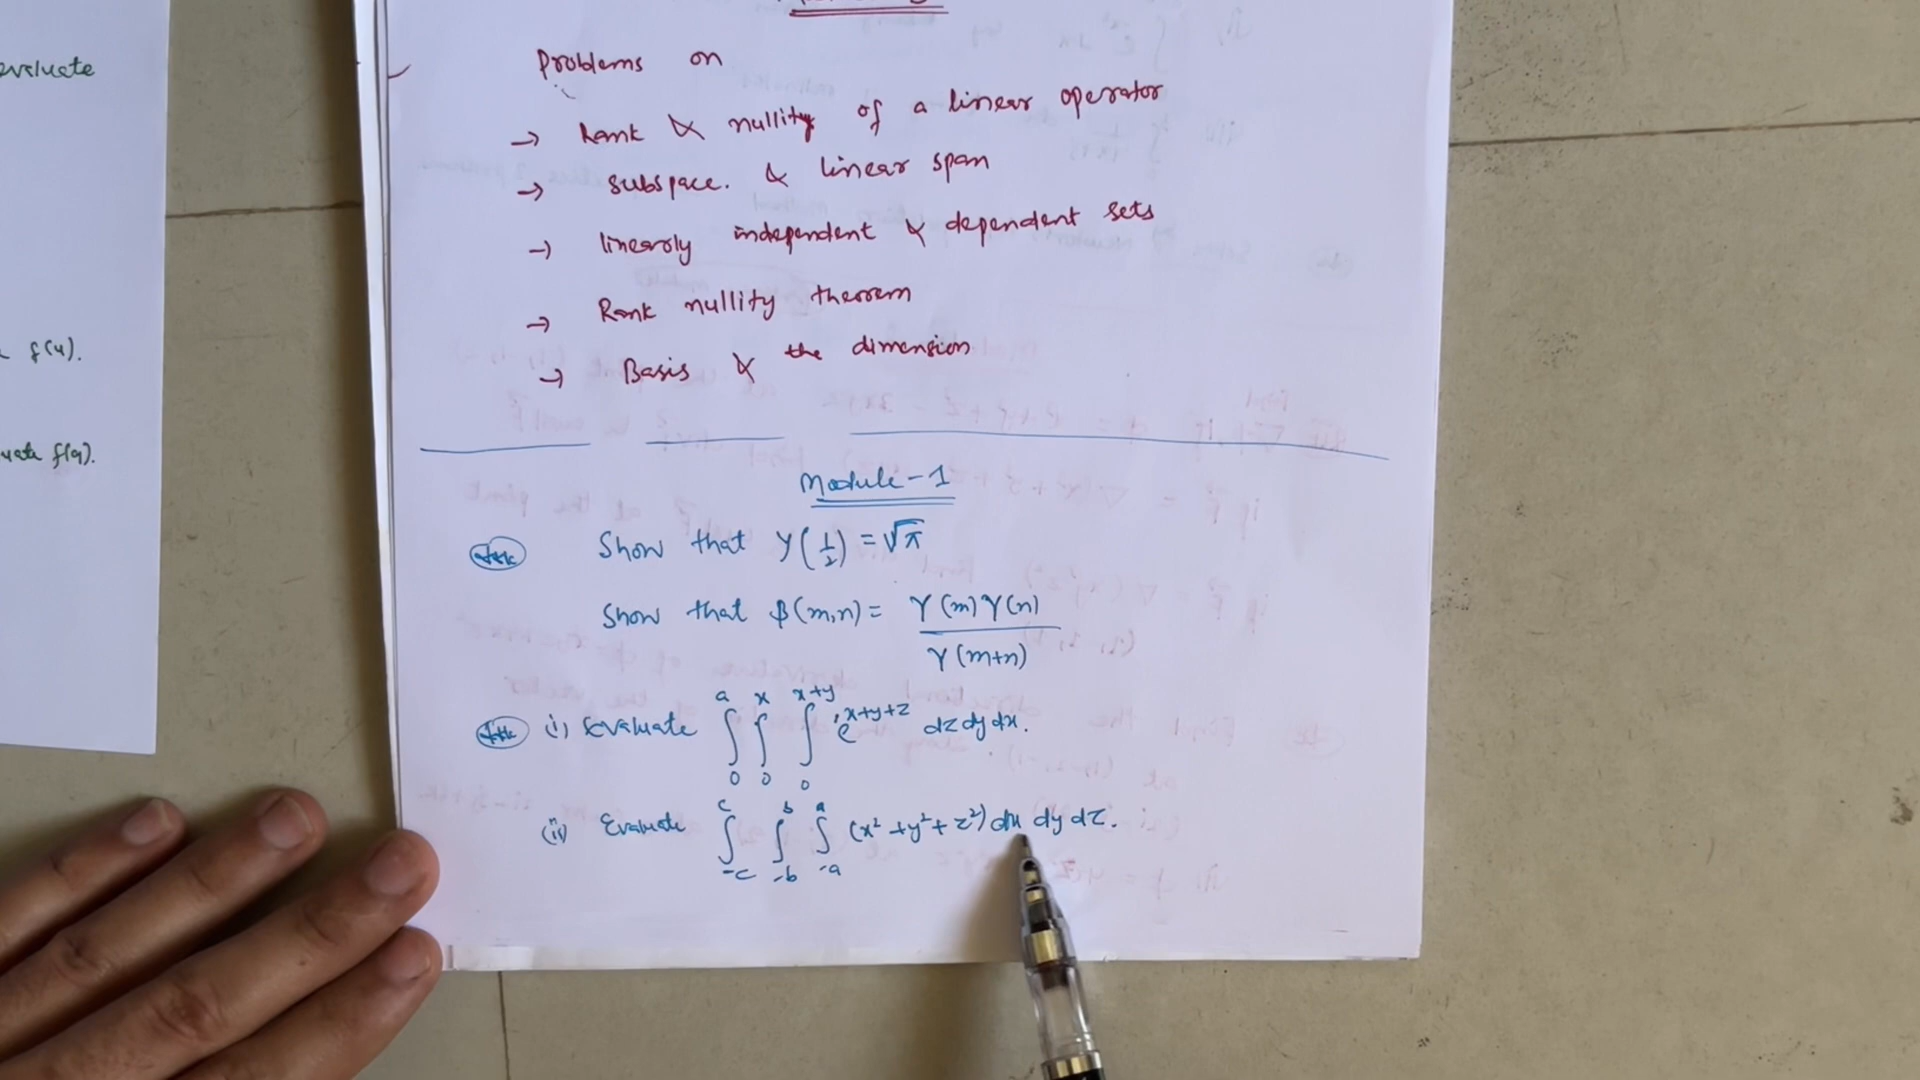 evaluate
f(4).
f(9).
Problems on
→ Rank & nullity of a linear operator
→ subspace. & linear span
→ linearly independent & dependent sets
→ Rank nullity theorem
→ Basis & the dimension
Module-1
Show that γ(1/2) = √π
Show that β(m,n) = γ(m) γ(n) / γ(m+n)
(i) Evaluate ∫₀^a ∫₀^x ∫₀^(x+y) e^(x+y+z) dz dy dx.
(ii) Evaluate ∫_-c^c ∫_-b^b ∫_-a^a (x² + y² + z²) dx dy dz.